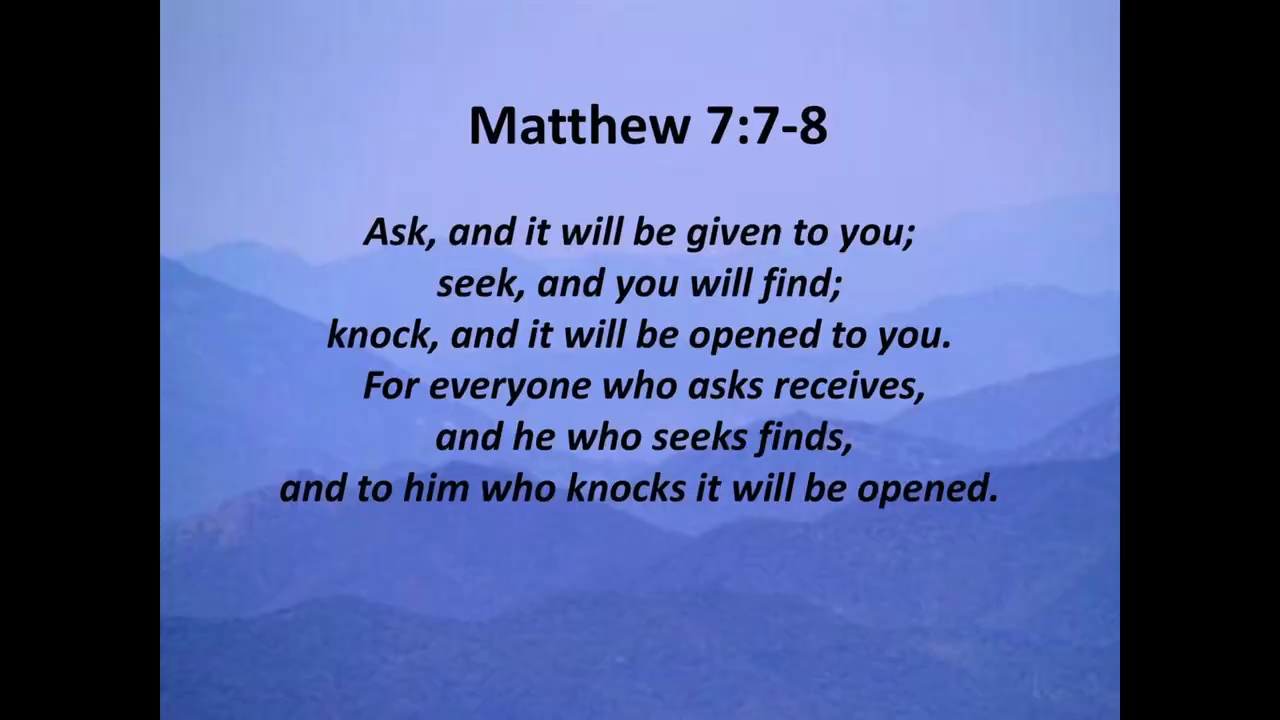 Matthew 7:7-8
Ask, and it will be given to you;
seek, and you will find;
knock, and it will be opened to you.
For everyone who asks receives,
and he who seeks finds,
and to him who knocks it will be opened.